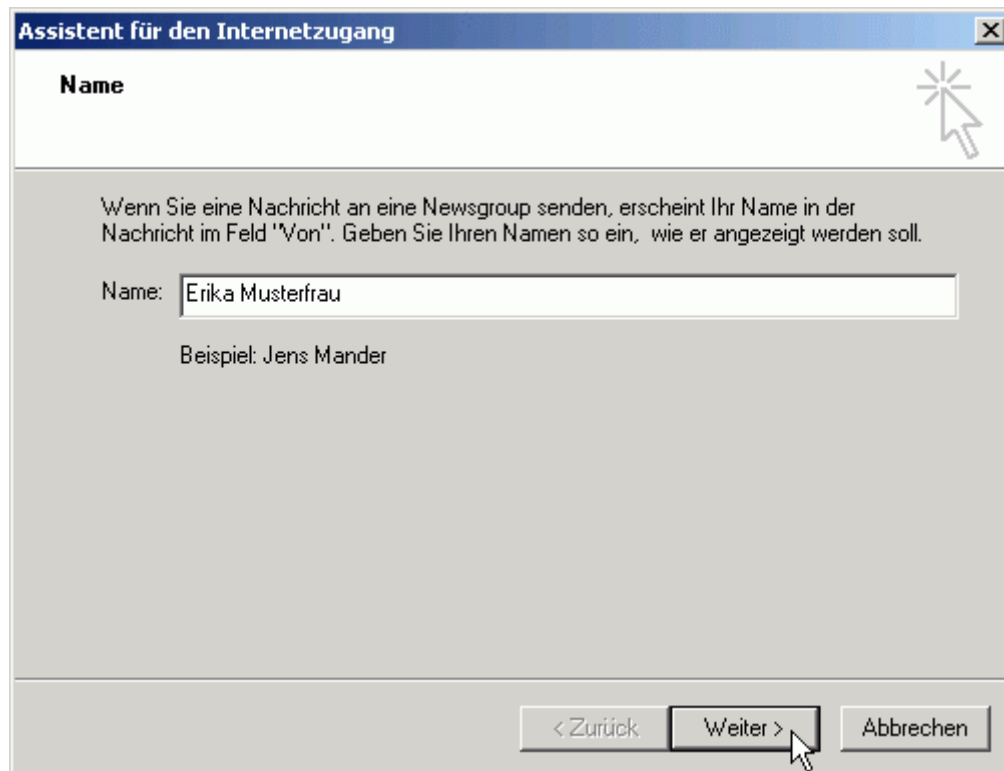 Assistent für den Internetzugang
Name
Wenn Sie eine Nachricht an eine Newsgroup senden, erscheint Ihr Name in der
Nachricht im Feld "Von". Geben Sie Ihren Namen so ein, wie er angezeigt werden soll.
Name: Erika Musterfrau
Beispiel: Jens Mander
< Zurück Weiter > Abbrechen